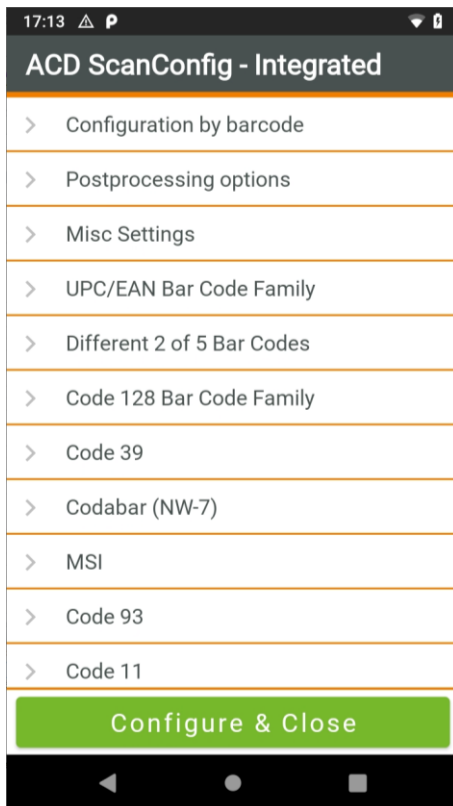 17:13
ACD ScanConfig - Integrated
Configuration by barcode
Postprocessing options
Misc Settings
UPC/EAN Bar Code Family
Different 2 of 5 Bar Codes
Code 128 Bar Code Family
Code 39
Codabar (NW-7)
MSI
Code 93
Code 11
Configure & Close